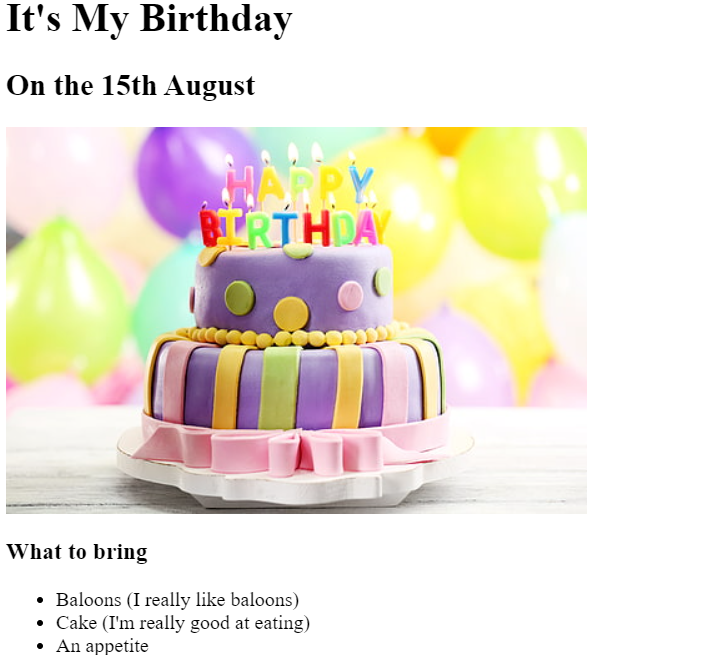 It's My Birthday
On the 15th August
HAPPY
BIRTHDAY
What to bring
Baloons (I really like baloons)
Cake (I'm really good at eating)
An appetite